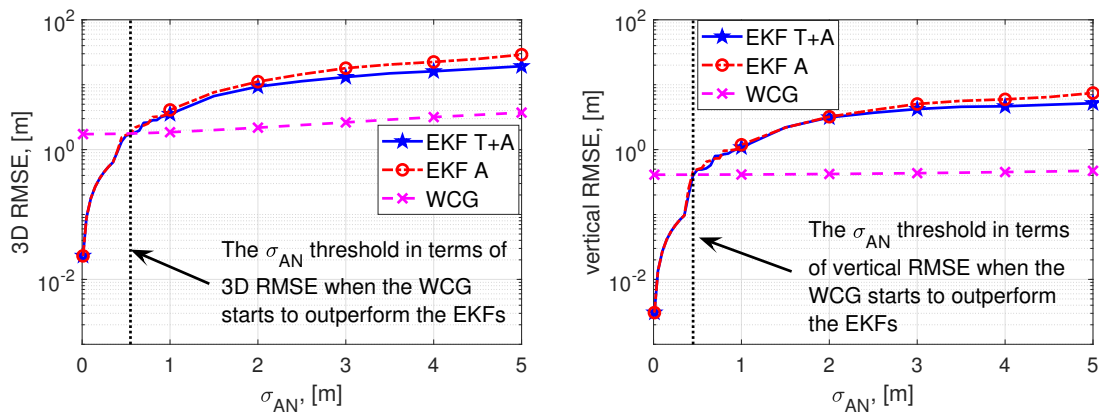 10^2
10^0
10^-2
3D RMSE, [m]
EKF T+A
EKF A
WCG
The σ_AN threshold in terms of
3D RMSE when the WCG
starts to outperform the EKFs
0 1 2 3 4 5
σ_AN, [m]
10^2
10^0
10^-2
vertical RMSE, [m]
EKF T+A
EKF A
WCG
The σ_AN threshold in terms
of vertical RMSE when the
WCG starts to outperform
the EKFs
0 1 2 3 4 5
σ_AN, [m]